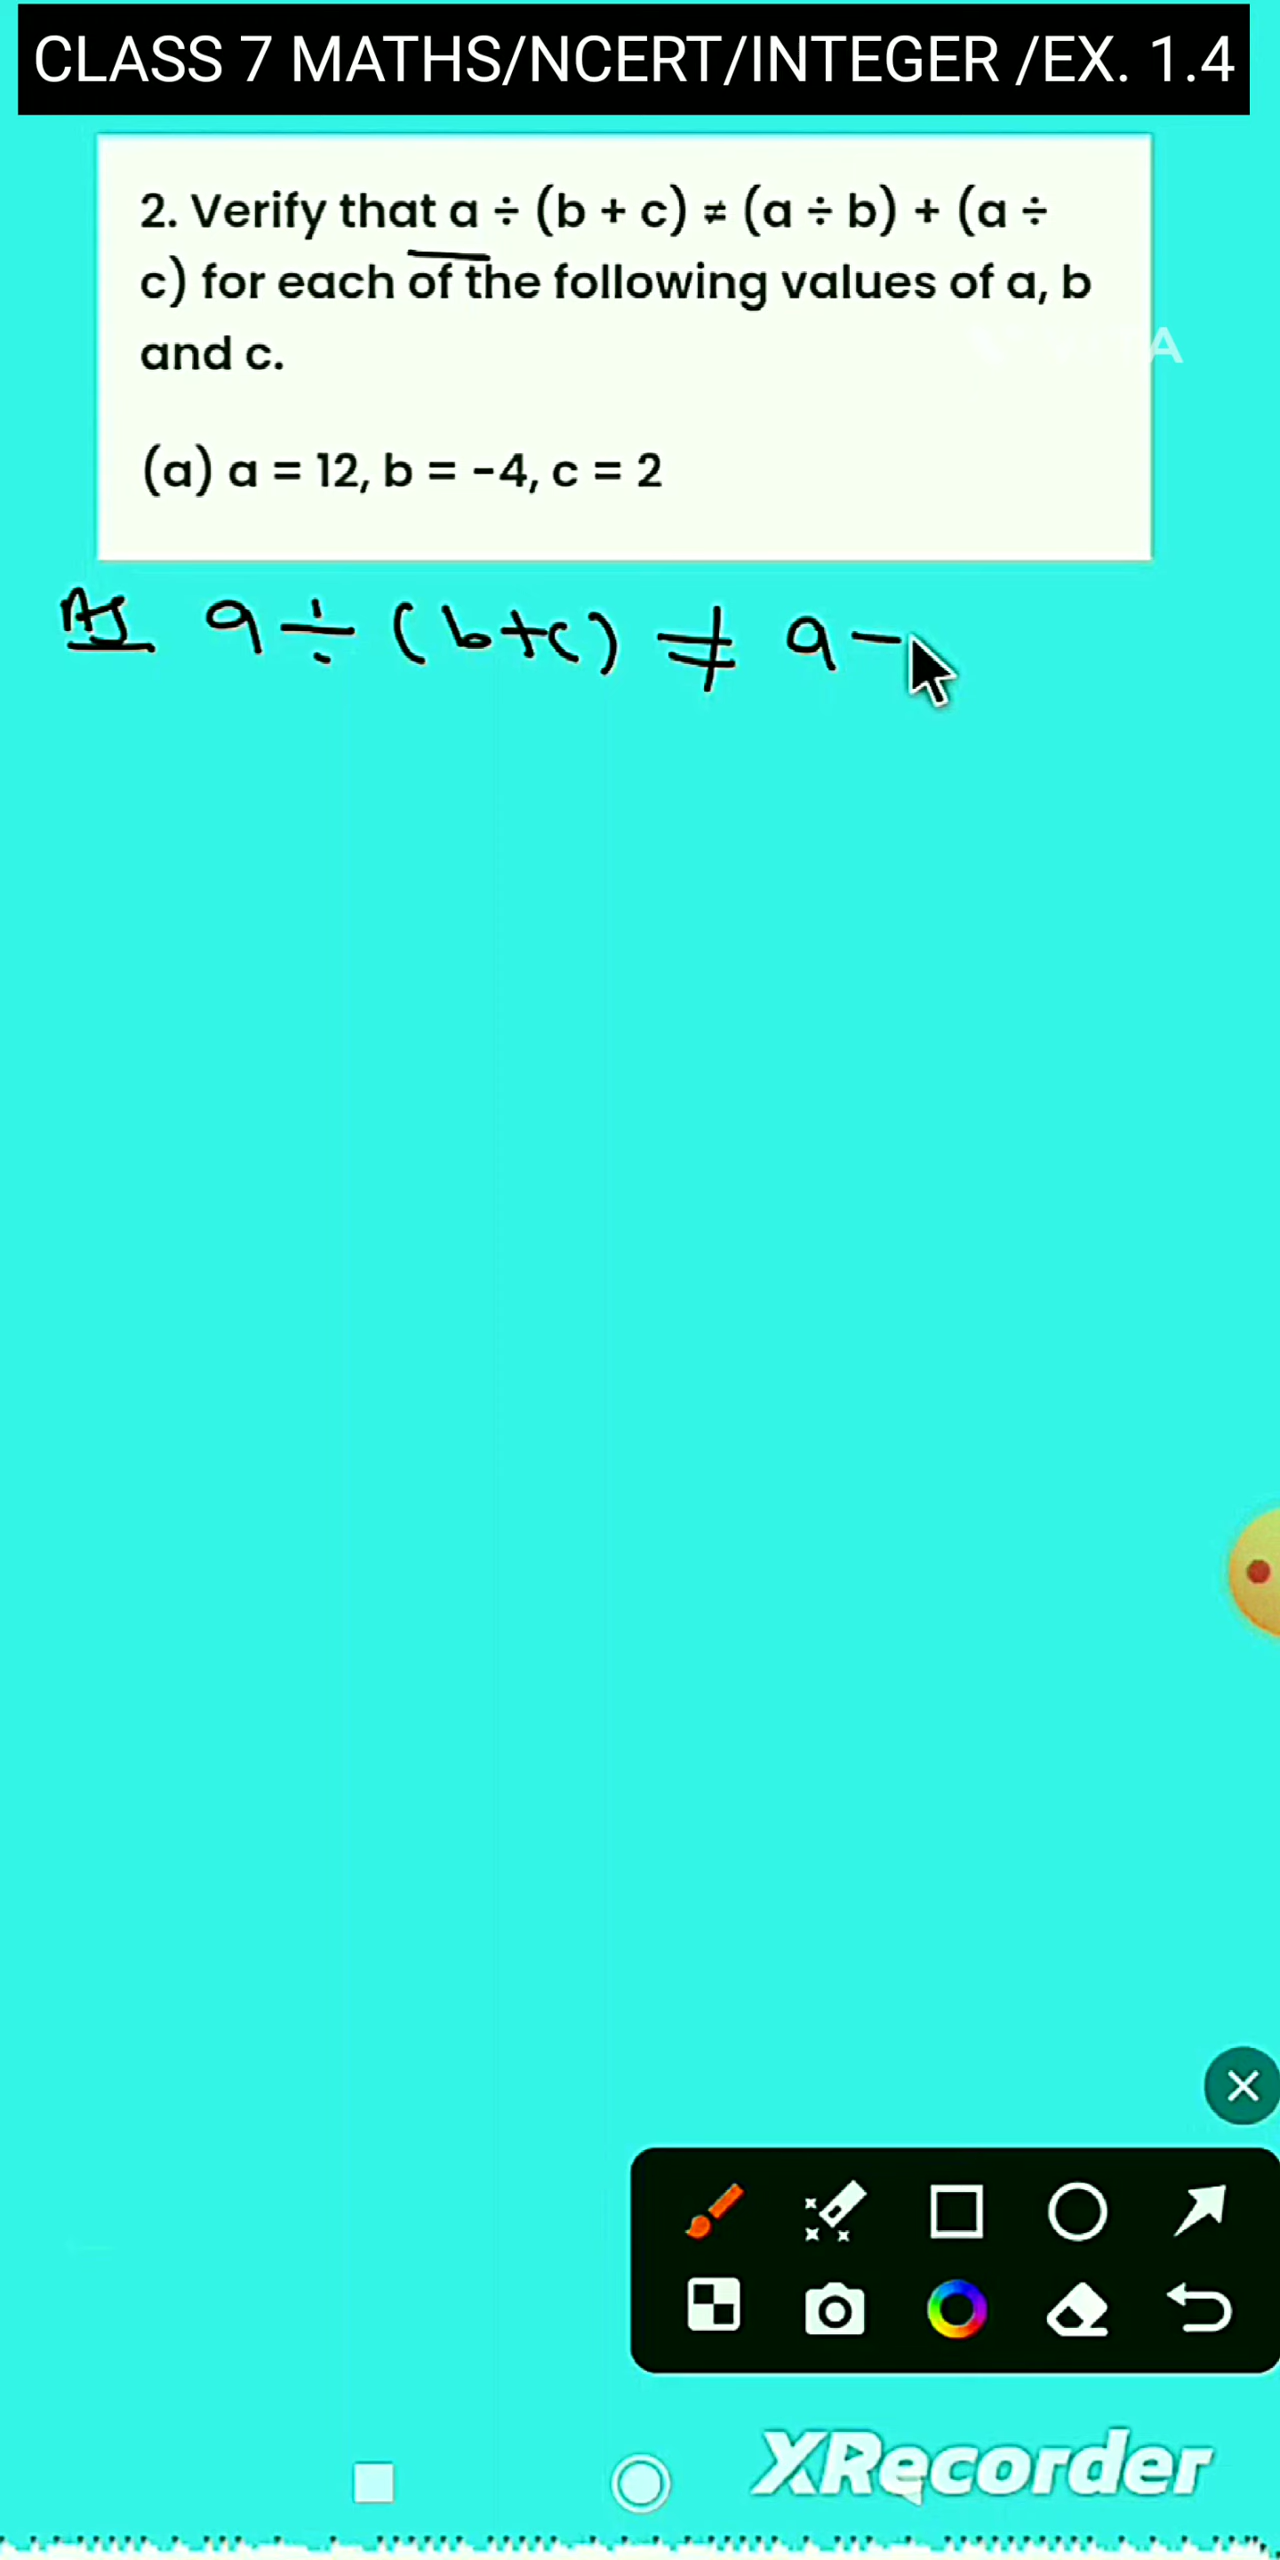 CLASS 7 MATHS/NCERT/INTEGER /EX. 1.4
2. Verify that a ÷ (b + c) ≠ (a ÷ b) + (a ÷
c) for each of the following values of a, b
and c.
(a) a = 12, b = -4, c = 2
a ÷ (b+c) ≠ a -
XRecorder